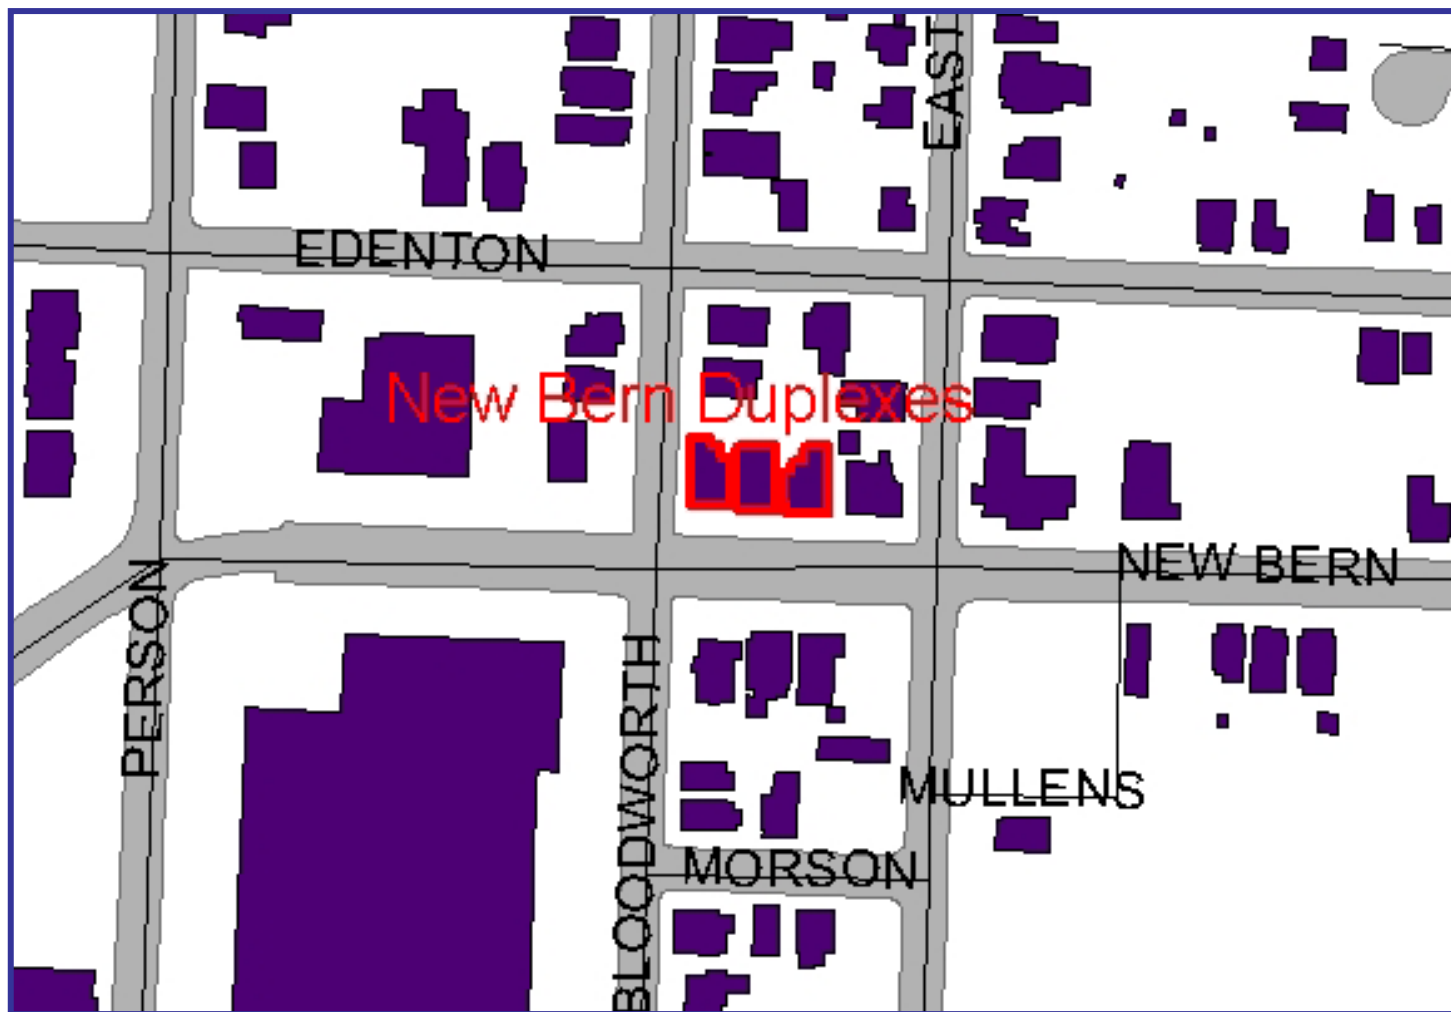 EAST
EDENTON
New Bern Duplexes
NEW BERN
PERSON
BLOODWORTH
MULLENS
MORSON